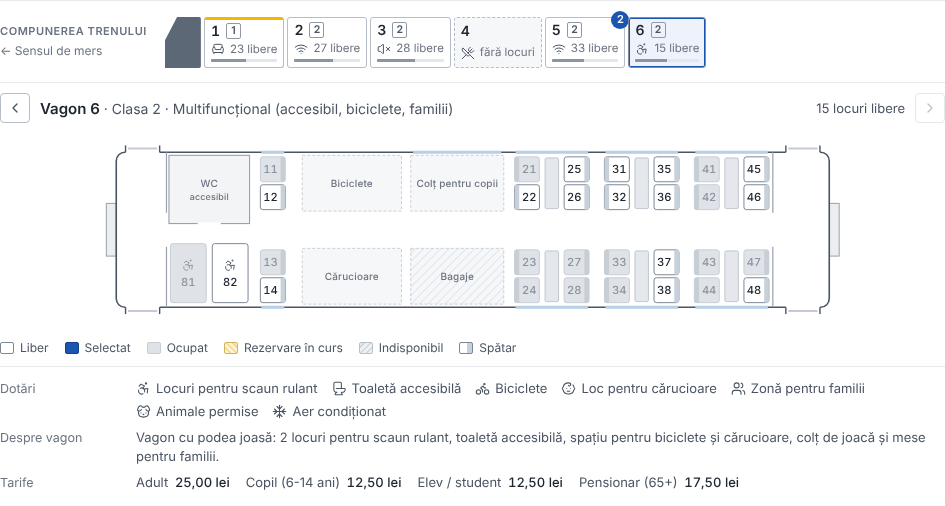 COMPUNEREA TRENULUI
← Sensul de mers
1 1
23 libere
2 2
27 libere
3 2
28 libere
4
fără locuri
5 2
33 libere
2
6 2
15 libere
Vagon 6 · Clasa 2 · Multifuncțional (accesibil, biciclete, familii)
15 locuri libere
WC
accesibil
11
12
Biciclete
Colț pentru copii
21 25 31 35 41 45
22 26 32 36 42 46
81 82
13
14
Cărucioare
Bagaje
23 27 33 37 43 47
24 28 34 38 44 48
Liber Selectat Ocupat Rezervare în curs Indisponibil Spătar
Dotări
Locuri pentru scaun rulant Toaletă accesibilă Biciclete Loc pentru cărucioare Zonă pentru familii
Animale permise Aer condiționat
Despre vagon
Vagon cu podea joasă: 2 locuri pentru scaun rulant, toaletă accesibilă, spațiu pentru biciclete și cărucioare, colț de joacă și mese
pentru familii.
Tarife
Adult 25,00 lei Copil (6-14 ani) 12,50 lei Elev / student 12,50 lei Pensionar (65+) 17,50 lei